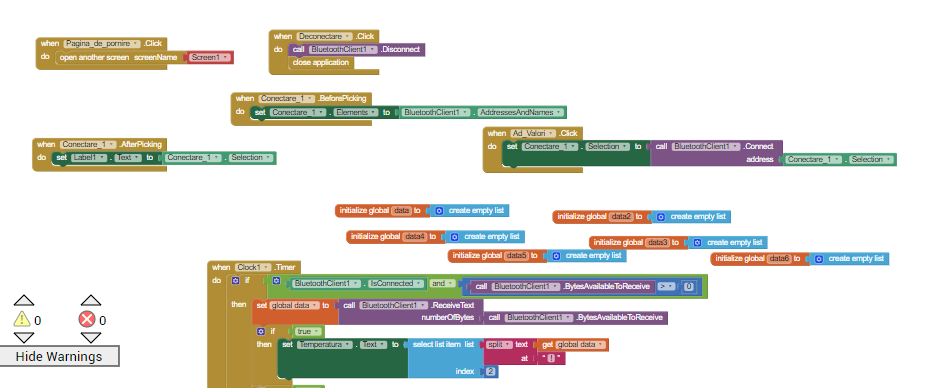 when Pagina_de_pornire .Click
do open another screen screenName Screen1
when Deconectare .Click
do call BluetoothClient1 .Disconnect
close application
when Conectare_1 .BeforePicking
do set Conectare_1 . Elements to BluetoothClient1 . AddressesAndNames
when Conectare_1 .AfterPicking
do set Label1 . Text to Conectare_1 . Selection
when Ad_Valori .Click
do set Conectare_1 . Selection to call BluetoothClient1 .Connect
address Conectare_1 . Selection
initialize global data to create empty list
initialize global data2 to create empty list
initialize global data4 to create empty list
initialize global data3 to create empty list
initialize global data5 to create empty list
initialize global data6 to create empty list
when Clock1 .Timer
do if BluetoothClient1 . IsConnected and call BluetoothClient1 .BytesAvailableToReceive > 0
then set global data to call BluetoothClient1 .ReceiveText
numberOfBytes call BluetoothClient1 .BytesAvailableToReceive
if true
then set Temperatura . Text to select list item list split text get global data
at " ! "
index 2
0 0
Hide Warnings